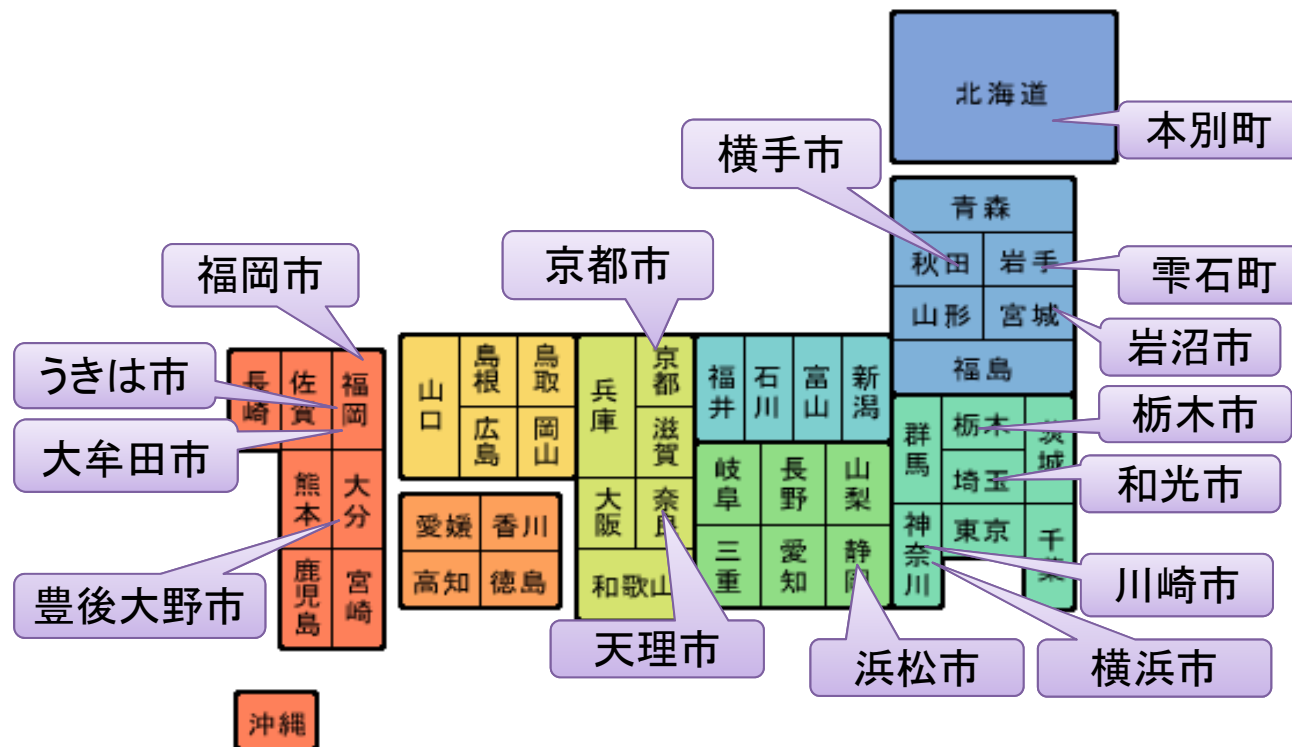 北海道
本別町
横手市
青森
秋田
岩手
雫石町
山形
宮城
岩沼市
福島
福岡市
京都市
うきは市
大牟田市
豊後大野市
長崎
佐賀
福岡
熊本
大分
鹿児島
宮崎
沖縄
山口
島根
鳥取
広島
岡山
愛媛
香川
高知
徳島
兵庫
京都
滋賀
大阪
奈良
和歌山
天理市
福井
石川
富山
新潟
岐阜
長野
山梨
三重
愛知
静岡
浜松市
群馬
栃木
茨城
栃木市
埼玉
和光市
神奈川
東京
千葉
川崎市
横浜市